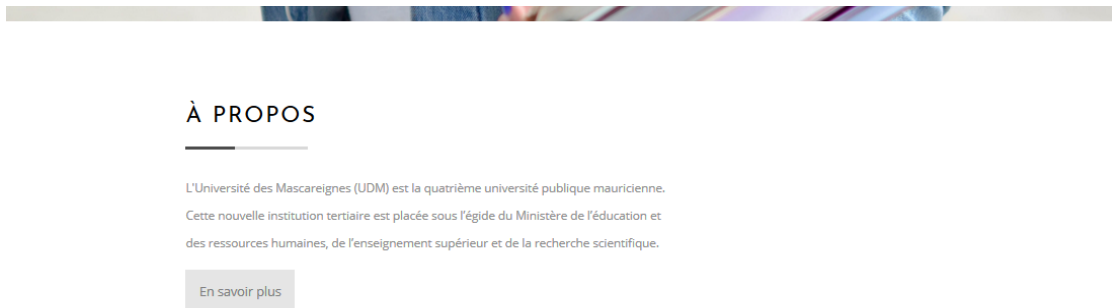 À PROPOS
L'Université des Mascareignes (UDM) est la quatrième université publique mauricienne.
Cette nouvelle institution tertiaire est placée sous l'égide du Ministère de l'éducation et
des ressources humaines, de l'enseignement supérieur et de la recherche scientifique.
En savoir plus